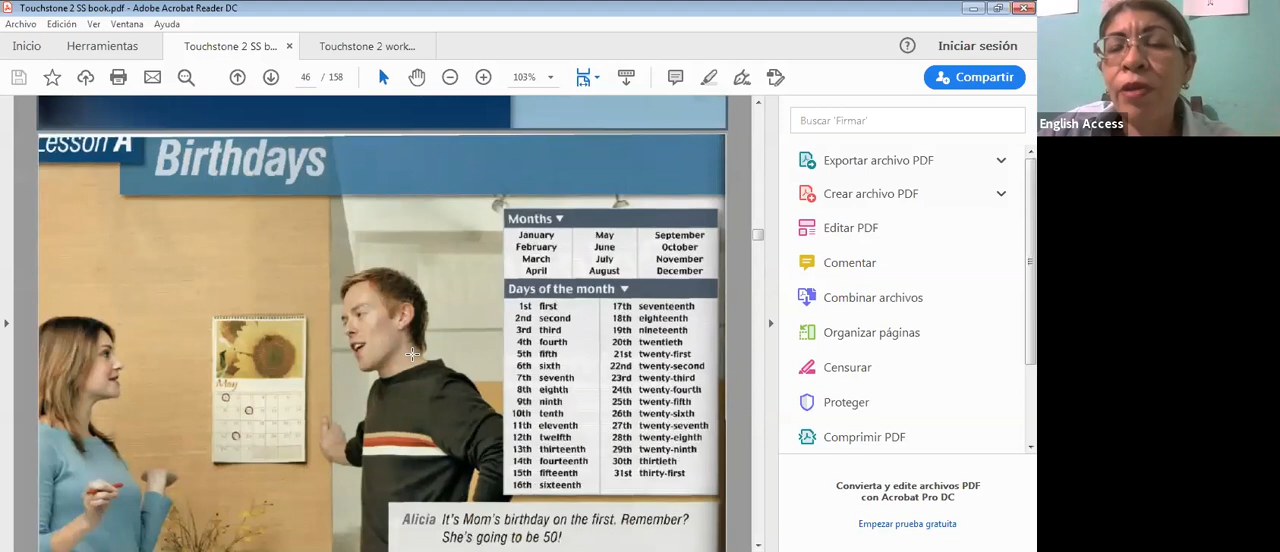 Touchstone 2 SS book.pdf - Adobe Acrobat Reader DC
Archivo Edición Ver Ventana Ayuda
Inicio Herramientas Touchstone 2 SS b... × Touchstone 2 work... Iniciar sesión
46 / 158 103% Compartir
English Access
Lesson A Birthdays
Months
January May September
February June October
March July November
April August December
Days of the month
1st first 17th seventeenth
2nd second 18th eighteenth
3rd third 19th nineteenth
4th fourth 20th twentieth
5th fifth 21st twenty-first
6th sixth 22nd twenty-second
7th seventh 23rd twenty-third
8th eighth 24th twenty-fourth
9th ninth 25th twenty-fifth
10th tenth 26th twenty-sixth
11th eleventh 27th twenty-seventh
12th twelfth 28th twenty-eighth
13th thirteenth 29th twenty-ninth
14th fourteenth 30th thirtieth
15th fifteenth 31st thirty-first
16th sixteenth
May
Alicia It's Mom's birthday on the first. Remember?
She's going to be 50!
Buscar 'Firmar'
Exportar archivo PDF
Crear archivo PDF
Editar PDF
Comentar
Combinar archivos
Organizar páginas
Censurar
Proteger
Comprimir PDF
Convierta y edite archivos PDF
con Acrobat Pro DC
Empezar prueba gratuita